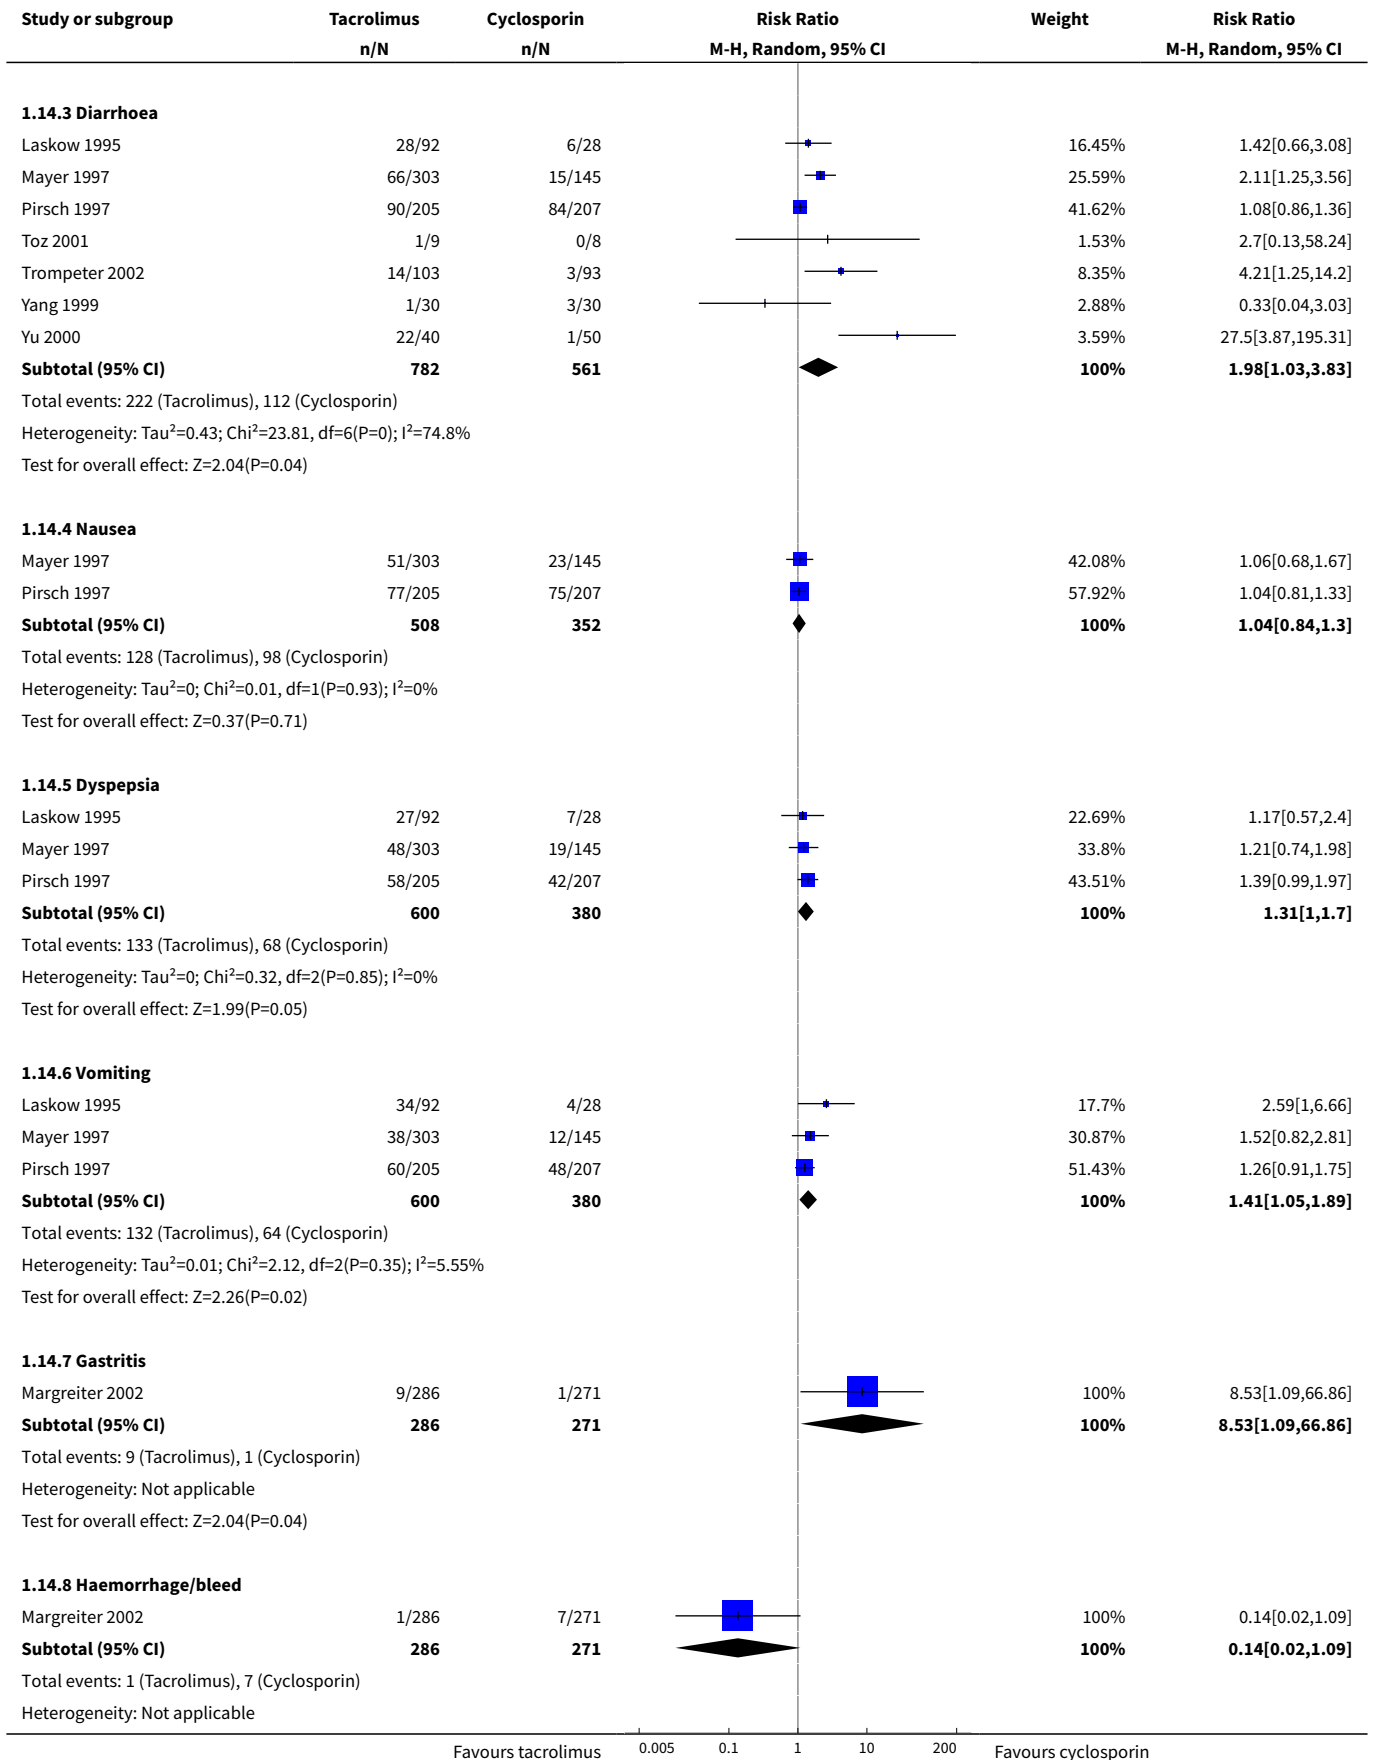 Study or subgroup Tacrolimus Cyclosporin Risk Ratio Weight Risk Ratio
n/N n/N M-H, Random, 95% CI M-H, Random, 95% CI
1.14.3 Diarrhoea
Laskow 1995 28/92 6/28 16.45% 1.42[0.66,3.08]
Mayer 1997 66/303 15/145 25.59% 2.11[1.25,3.56]
Pirsch 1997 90/205 84/207 41.62% 1.08[0.86,1.36]
Toz 2001 1/9 0/8 1.53% 2.7[0.13,58.24]
Trompeter 2002 14/103 3/93 8.35% 4.21[1.25,14.2]
Yang 1999 1/30 3/30 2.88% 0.33[0.04,3.03]
Yu 2000 22/40 1/50 3.59% 27.5[3.87,195.31]
Subtotal (95% CI) 782 561 100% 1.98[1.03,3.83]
Total events: 222 (Tacrolimus), 112 (Cyclosporin)
Heterogeneity: Tau²=0.43; Chi²=23.81, df=6(P=0); I²=74.8%
Test for overall effect: Z=2.04(P=0.04)
1.14.4 Nausea
Mayer 1997 51/303 23/145 42.08% 1.06[0.68,1.67]
Pirsch 1997 77/205 75/207 57.92% 1.04[0.81,1.33]
Subtotal (95% CI) 508 352 100% 1.04[0.84,1.3]
Total events: 128 (Tacrolimus), 98 (Cyclosporin)
Heterogeneity: Tau²=0; Chi²=0.01, df=1(P=0.93); I²=0%
Test for overall effect: Z=0.37(P=0.71)
1.14.5 Dyspepsia
Laskow 1995 27/92 7/28 22.69% 1.17[0.57,2.4]
Mayer 1997 48/303 19/145 33.8% 1.21[0.74,1.98]
Pirsch 1997 58/205 42/207 43.51% 1.39[0.99,1.97]
Subtotal (95% CI) 600 380 100% 1.31[1,1.7]
Total events: 133 (Tacrolimus), 68 (Cyclosporin)
Heterogeneity: Tau²=0; Chi²=0.32, df=2(P=0.85); I²=0%
Test for overall effect: Z=1.99(P=0.05)
1.14.6 Vomiting
Laskow 1995 34/92 4/28 17.7% 2.59[1,6.66]
Mayer 1997 38/303 12/145 30.87% 1.52[0.82,2.81]
Pirsch 1997 60/205 48/207 51.43% 1.26[0.91,1.75]
Subtotal (95% CI) 600 380 100% 1.41[1.05,1.89]
Total events: 132 (Tacrolimus), 64 (Cyclosporin)
Heterogeneity: Tau²=0.01; Chi²=2.12, df=2(P=0.35); I²=5.55%
Test for overall effect: Z=2.26(P=0.02)
1.14.7 Gastritis
Margreiter 2002 9/286 1/271 100% 8.53[1.09,66.86]
Subtotal (95% CI) 286 271 100% 8.53[1.09,66.86]
Total events: 9 (Tacrolimus), 1 (Cyclosporin)
Heterogeneity: Not applicable
Test for overall effect: Z=2.04(P=0.04)
1.14.8 Haemorrhage/bleed
Margreiter 2002 1/286 7/271 100% 0.14[0.02,1.09]
Subtotal (95% CI) 286 271 100% 0.14[0.02,1.09]
Total events: 1 (Tacrolimus), 7 (Cyclosporin)
Heterogeneity: Not applicable
Favours tacrolimus 0.005 0.1 1 10 200 Favours cyclosporin